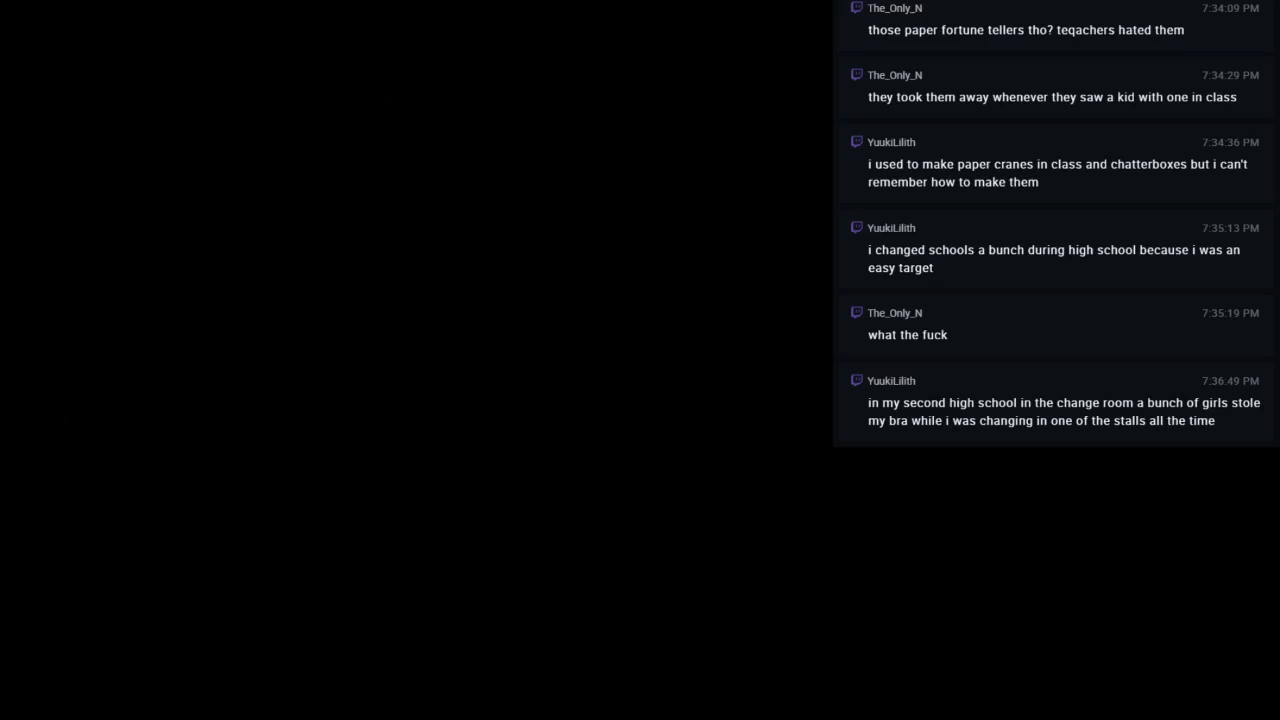 The_Only_N 7:34:09 PM
those paper fortune tellers tho? teqachers hated them
The_Only_N 7:34:29 PM
they took them away whenever they saw a kid with one in class
YuukiLilith 7:34:36 PM
i used to make paper cranes in class and chatterboxes but i can't
remember how to make them
YuukiLilith 7:35:13 PM
i changed schools a bunch during high school because i was an
easy target
The_Only_N 7:35:19 PM
what the fuck
YuukiLilith 7:36:49 PM
in my second high school in the change room a bunch of girls stole
my bra while i was changing in one of the stalls all the time